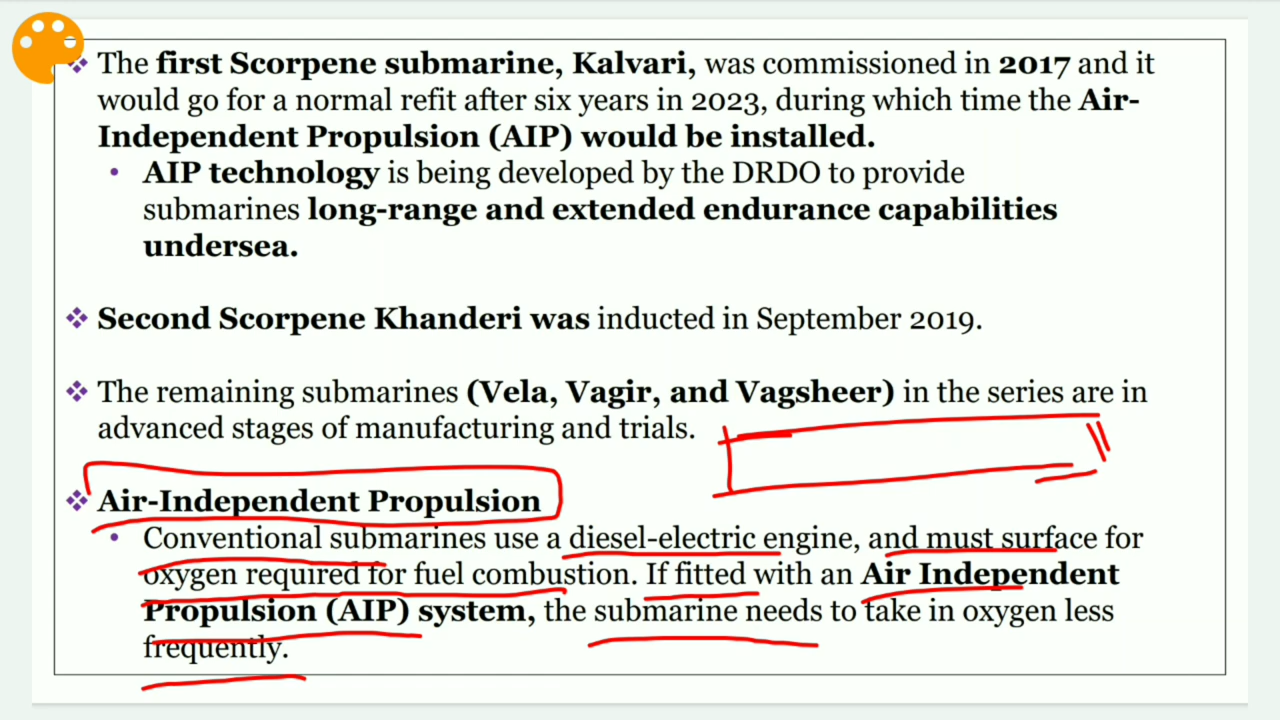 The first Scorpene submarine, Kalvari, was commissioned in 2017 and it
would go for a normal refit after six years in 2023, during which time the Air-
Independent Propulsion (AIP) would be installed.
AIP technology is being developed by the DRDO to provide
submarines long-range and extended endurance capabilities
undersea.
Second Scorpene Khanderi was inducted in September 2019.
The remaining submarines (Vela, Vagir, and Vagsheer) in the series are in
advanced stages of manufacturing and trials.
Air-Independent Propulsion
Conventional submarines use a diesel-electric engine, and must surface for
oxygen required for fuel combustion. If fitted with an Air Independent
Propulsion (AIP) system, the submarine needs to take in oxygen less
frequently.